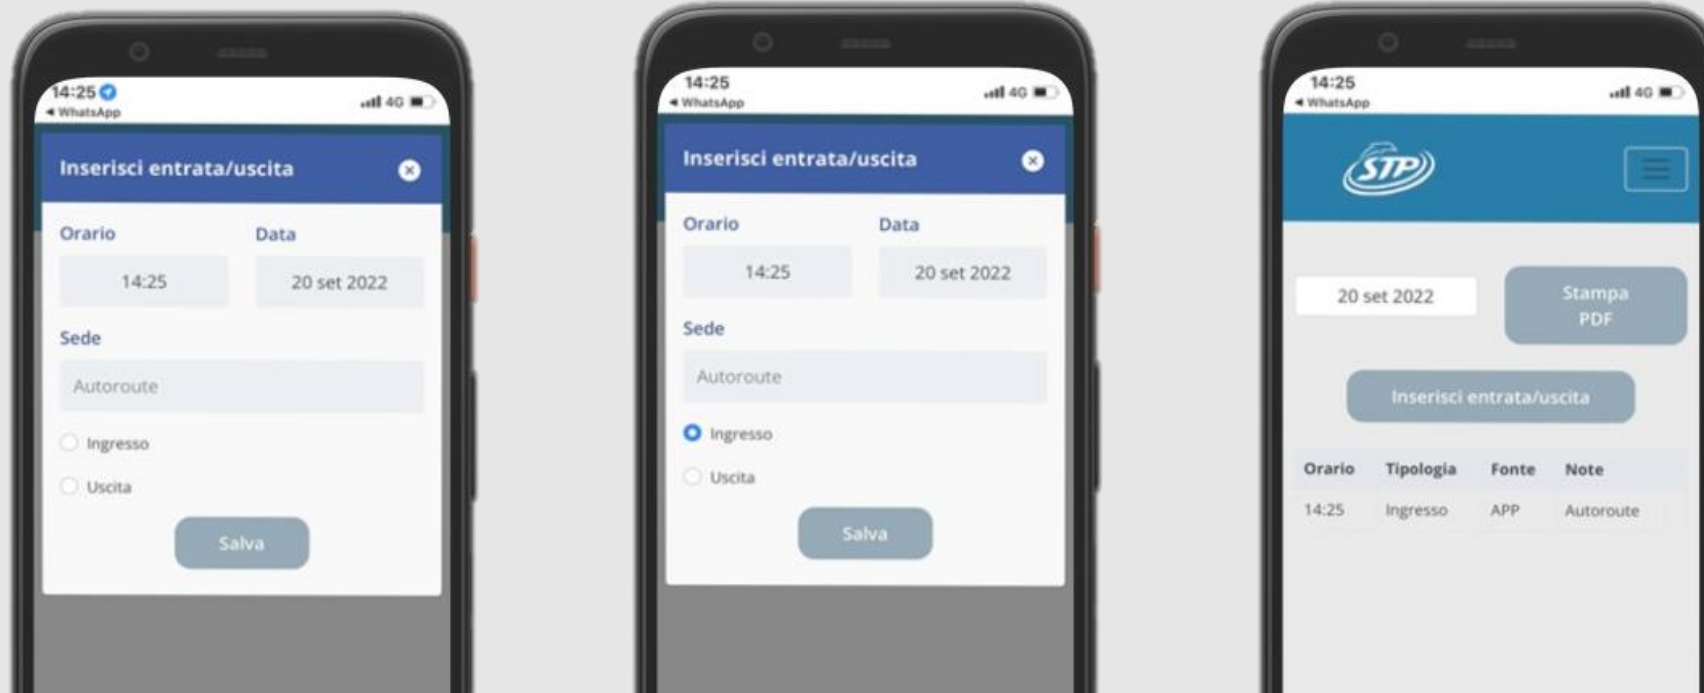 14:25
◄ WhatsApp
4G
Inserisci entrata/uscita
Orario
Data
14:25
20 set 2022
Sede
Autoroute
Ingresso
Uscita
Salva
14:25
◄ WhatsApp
4G
Inserisci entrata/uscita
Orario
Data
14:25
20 set 2022
Sede
Autoroute
Ingresso
Uscita
Salva
14:25
◄ WhatsApp
4G
STP
20 set 2022
Stampa
PDF
Inserisci entrata/uscita
Orario Tipologia Fonte Note
14:25 Ingresso APP Autoroute